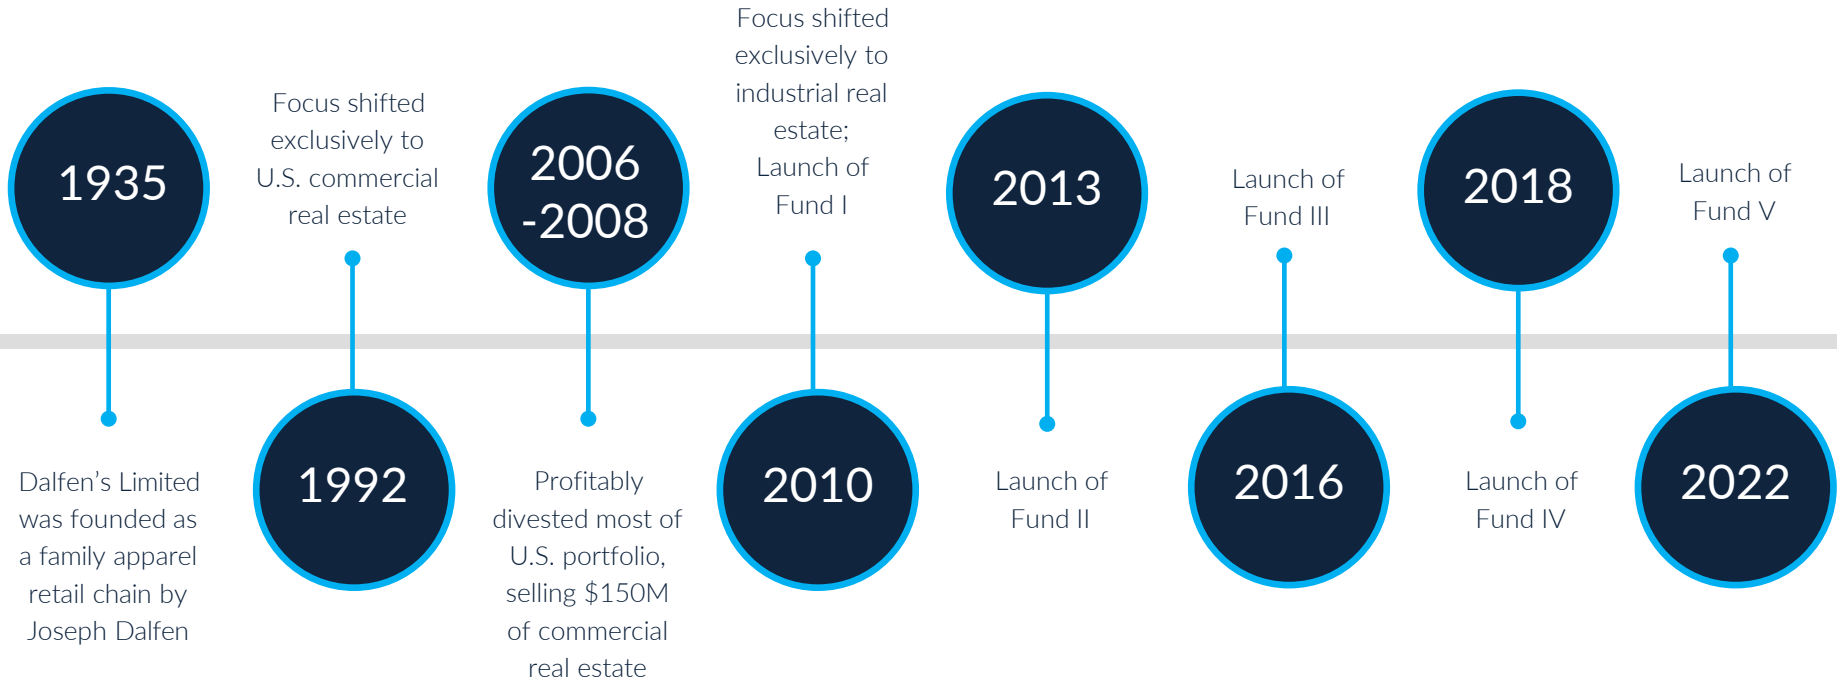 1935
Dalfen’s Limited
was founded as
a family apparel
retail chain by
Joseph Dalfen
Focus shifted
exclusively to
U.S. commercial
real estate
1992
2006
-2008
Profitably
divested most of
U.S. portfolio,
selling $150M
of commercial
real estate
Focus shifted
exclusively to
industrial real
estate;
Launch of
Fund I
2010
2013
Launch of
Fund II
Launch of
Fund III
2016
2018
Launch of
Fund IV
Launch of
Fund V
2022